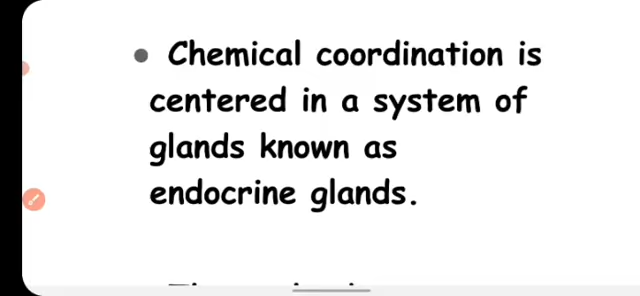 • Chemical coordination is
centered in a system of
glands known as
endocrine glands.